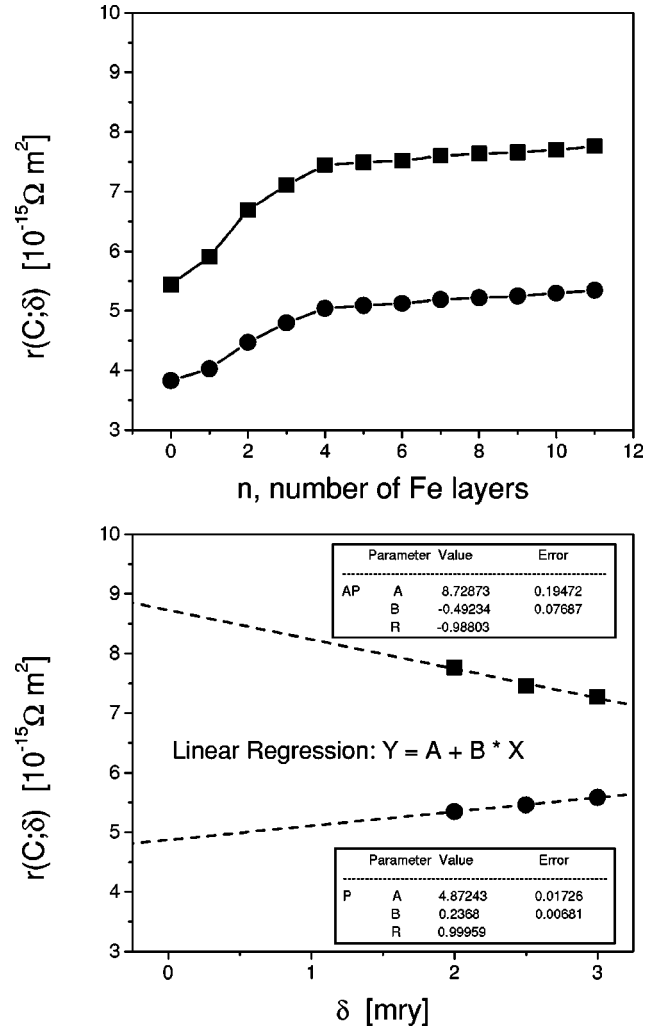 10
9
8
7
6
5
4
3
r(C;δ) [10⁻¹⁵Ω m²]
0 2 4 6 8 10 12
n, number of Fe layers
10
9
8
7
6
5
4
3
r(C;δ) [10⁻¹⁵Ω m²]
Parameter Value Error
------------------------------------------------------------
AP A 8.72873 0.19472
B -0.49234 0.07687
R -0.98803
Linear Regression: Y = A + B * X
Parameter Value Error
------------------------------------------------------------
P A 4.87243 0.01726
B 0.2368 0.00681
R 0.99959
0 1 2 3
δ [mry]